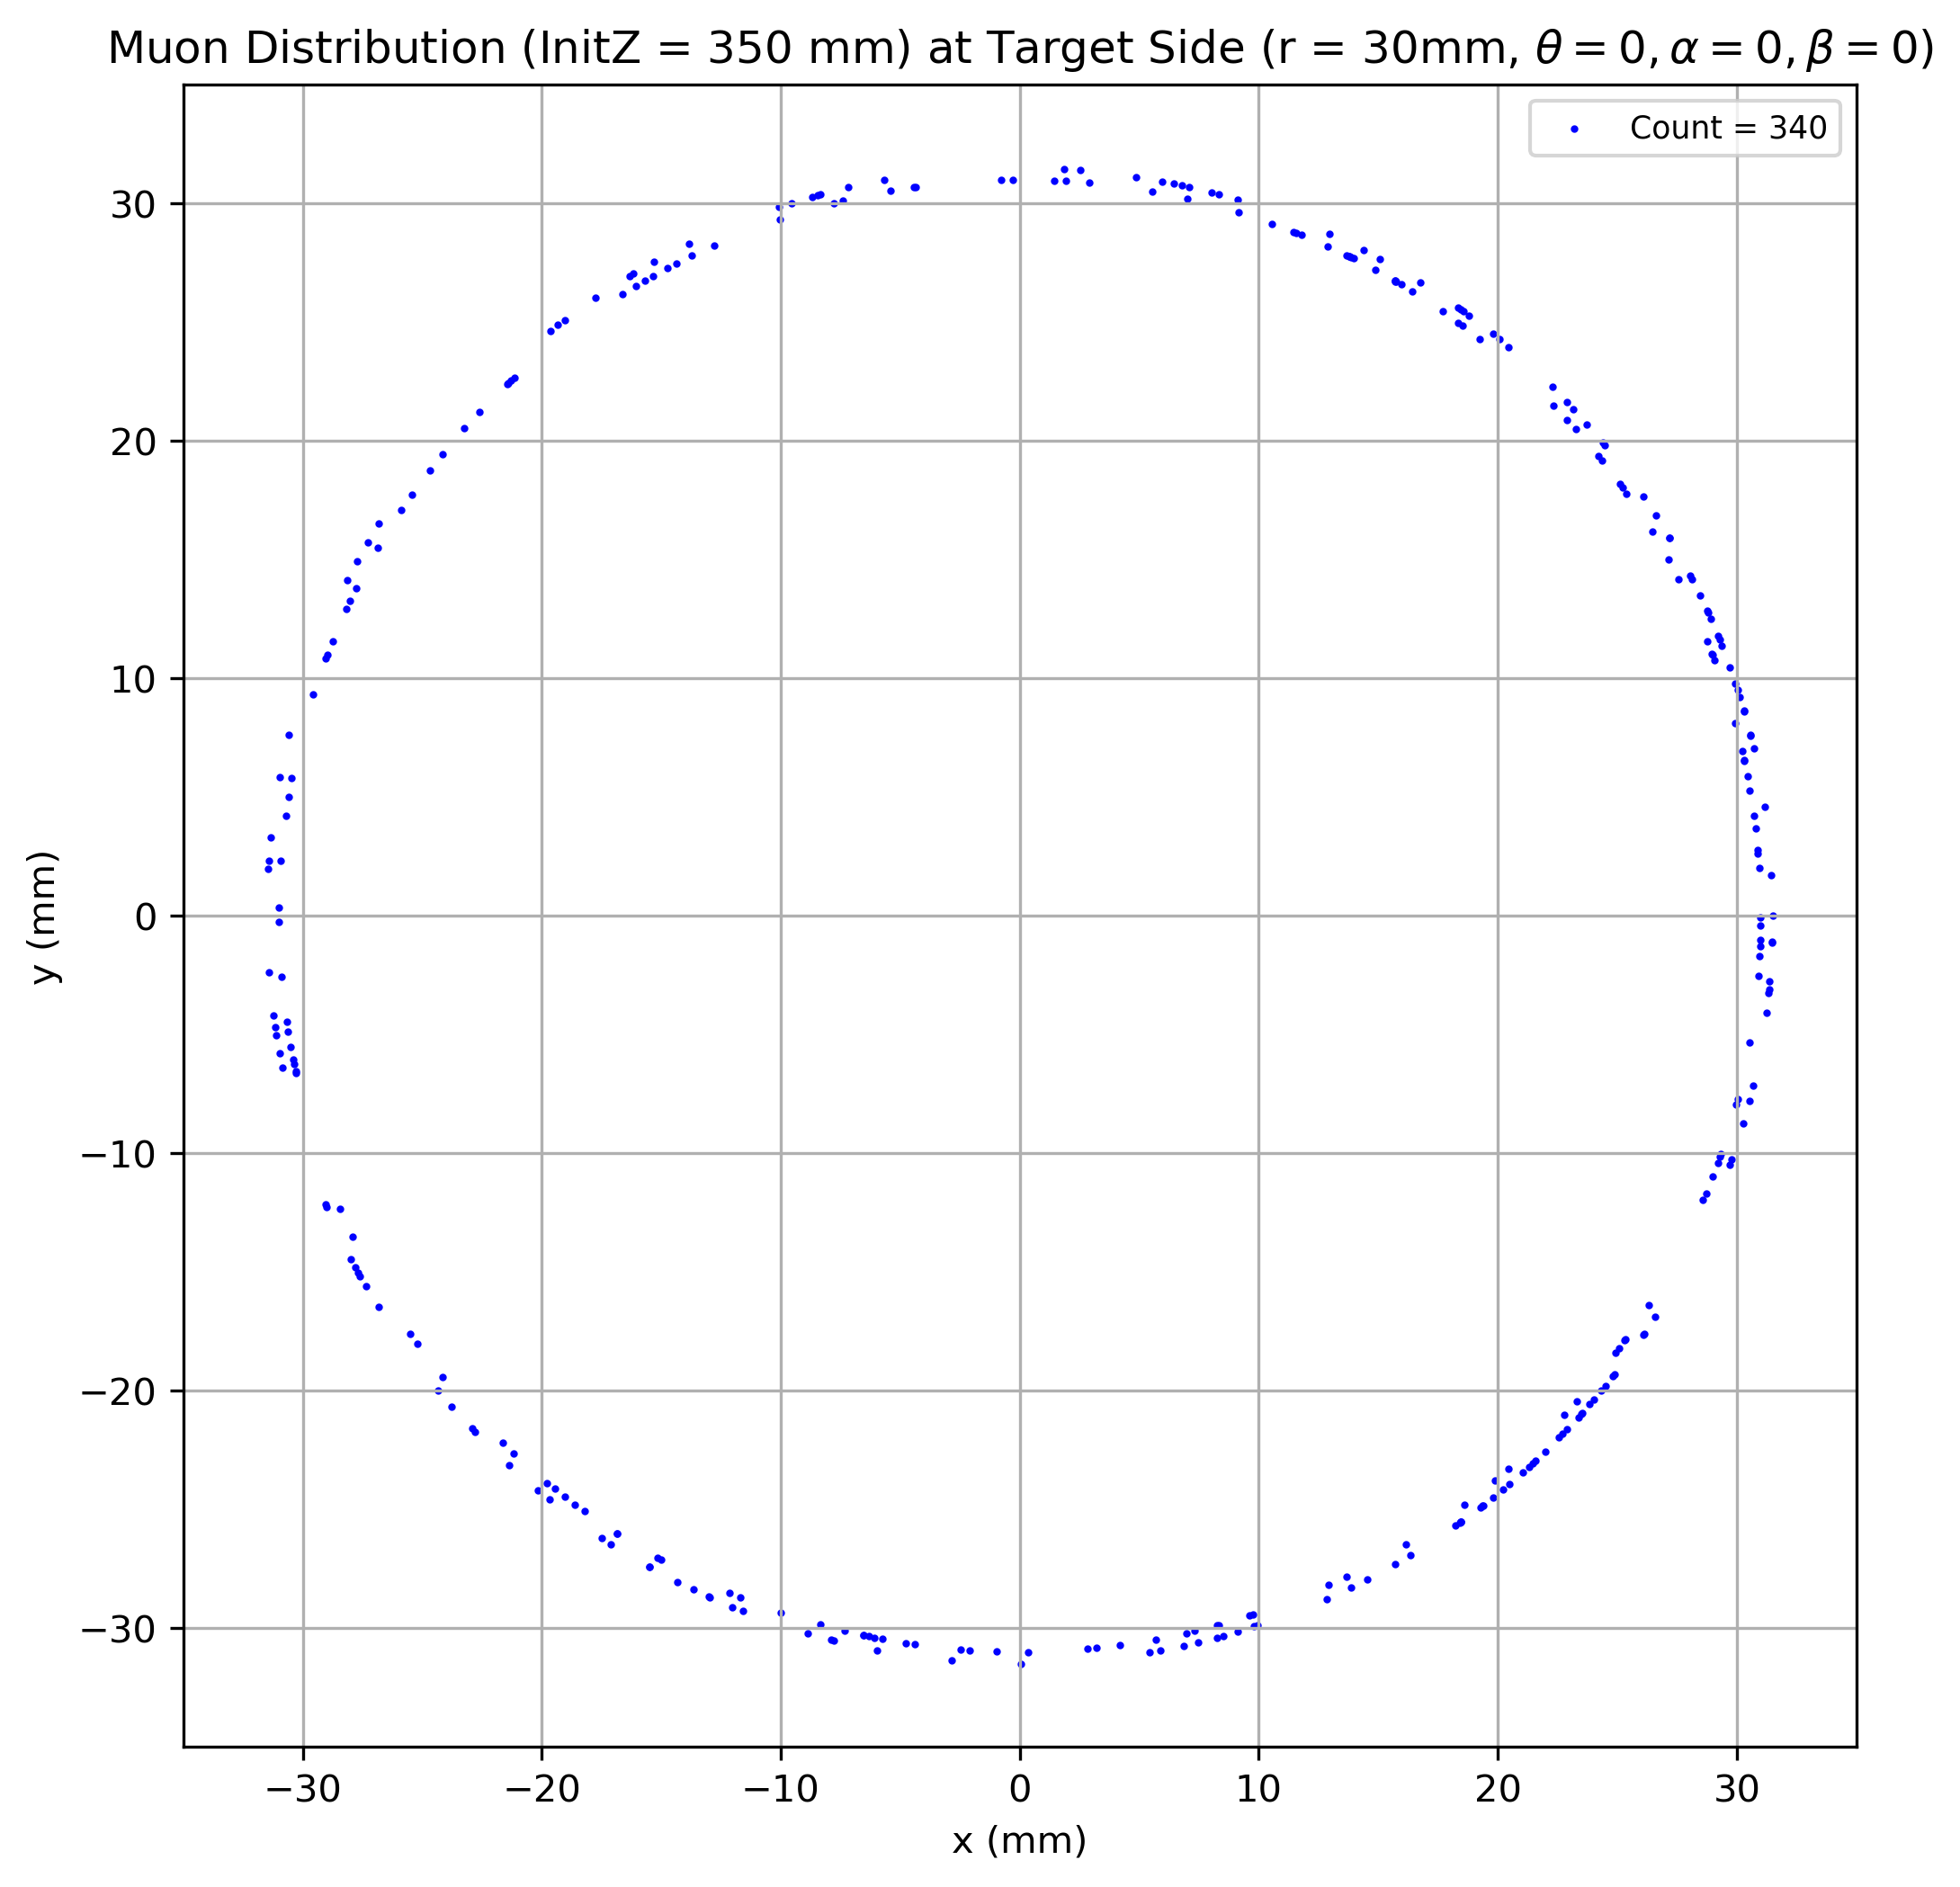 Muon Distribution (InitZ = 350 mm) at Target Side (r = 30mm, θ = 0, α = 0, β = 0)
Count = 340
30
20
10
0
−10
−20
−30
y (mm)
−30 −20 −10 0 10 20 30
x (mm)